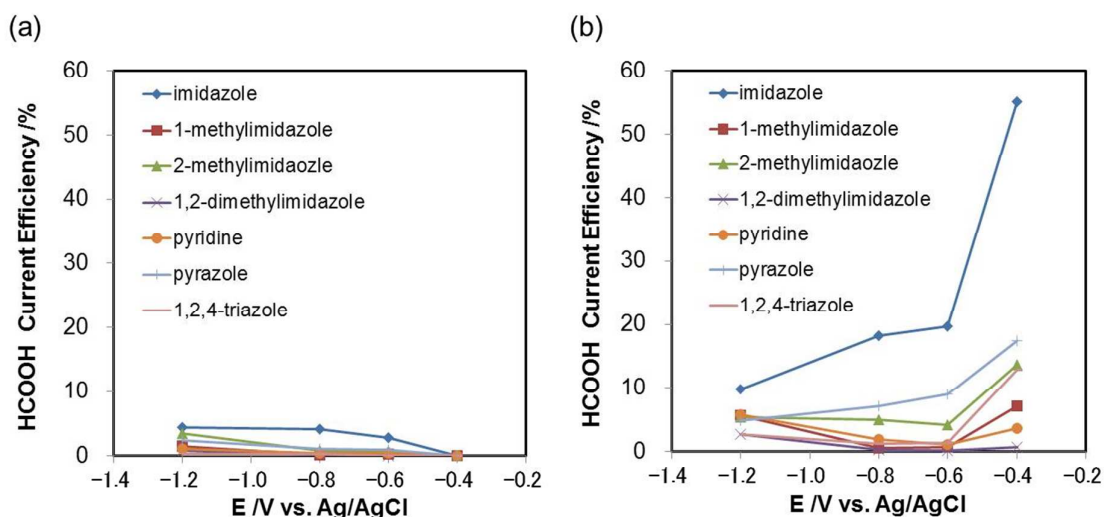 (a)
60
50
40
30
20
10
0
HCOOH Current Efficiency /%
imidazole
1-methylimidazole
2-methylimidaozle
1,2-dimethylimidazole
pyridine
pyrazole
1,2,4-triazole
−1.4 −1.2 −1.0 −0.8 −0.6 −0.4 −0.2
E /V vs. Ag/AgCl
(b)
60
50
40
30
20
10
0
HCOOH Current Efficiency /%
imidazole
1-methylimidazole
2-methylimidaozle
1,2-dimethylimidazole
pyridine
pyrazole
1,2,4-triazole
−1.4 −1.2 −1.0 −0.8 −0.6 −0.4 −0.2
E /V vs. Ag/AgCl